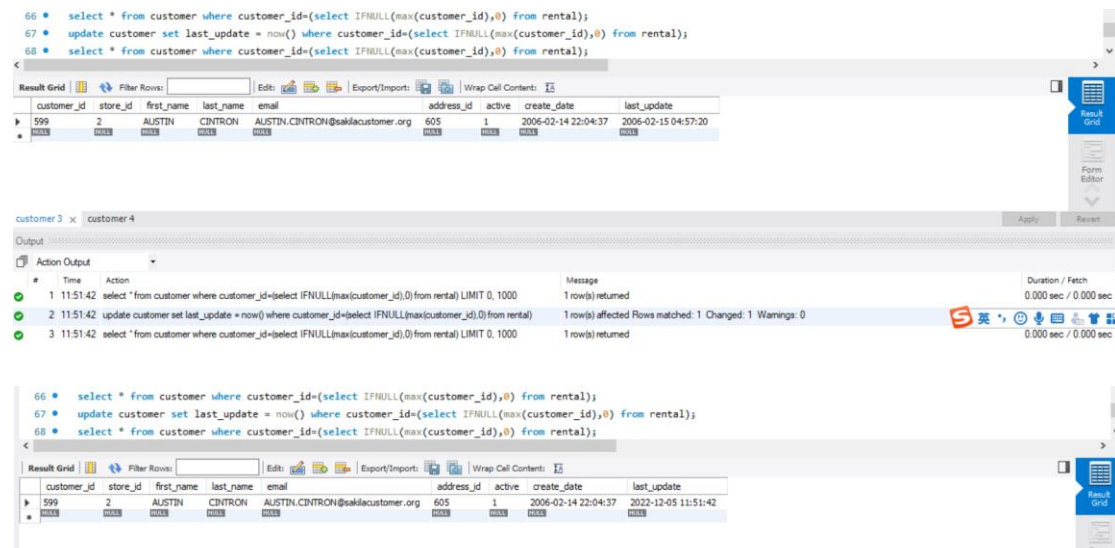 66 select * from customer where customer_id=(select IFNULL(max(customer_id),0) from rental);
67 update customer set last_update = now() where customer_id=(select IFNULL(max(customer_id),0) from rental);
68 select * from customer where customer_id=(select IFNULL(max(customer_id),0) from rental);
Result Grid Filter Rows: Edit: Export/Import: Wrap Cell Content:
customer_id store_id first_name last_name email address_id active create_date last_update
599 2 AUSTIN CINTRON AUSTIN.CINTRON@sakilacustomer.org 605 1 2006-02-14 22:04:37 2006-02-15 04:57:20
NULL NULL NULL NULL NULL NULL NULL NULL NULL
Result Grid
Form Editor
customer 3 x customer 4 Apply Revert
Output
Action Output
# Time Action Message Duration / Fetch
1 11:51:42 select * from customer where customer_id=(select IFNULL(max(customer_id),0) from rental) LIMIT 0, 1000 1 row(s) returned 0.000 sec / 0.000 sec
2 11:51:42 update customer set last_update = now() where customer_id=(select IFNULL(max(customer_id),0) from rental) 1 row(s) affected Rows matched: 1 Changed: 1 Warnings: 0
英
3 11:51:42 select * from customer where customer_id=(select IFNULL(max(customer_id),0) from rental) LIMIT 0, 1000 1 row(s) returned 0.000 sec / 0.000 sec
66 select * from customer where customer_id=(select IFNULL(max(customer_id),0) from rental);
67 update customer set last_update = now() where customer_id=(select IFNULL(max(customer_id),0) from rental);
68 select * from customer where customer_id=(select IFNULL(max(customer_id),0) from rental);
Result Grid Filter Rows: Edit: Export/Import: Wrap Cell Content:
customer_id store_id first_name last_name email address_id active create_date last_update
599 2 AUSTIN CINTRON AUSTIN.CINTRON@sakilacustomer.org 605 1 2006-02-14 22:04:37 2022-12-05 11:51:42
NULL NULL NULL NULL NULL NULL NULL NULL NULL
Result Grid